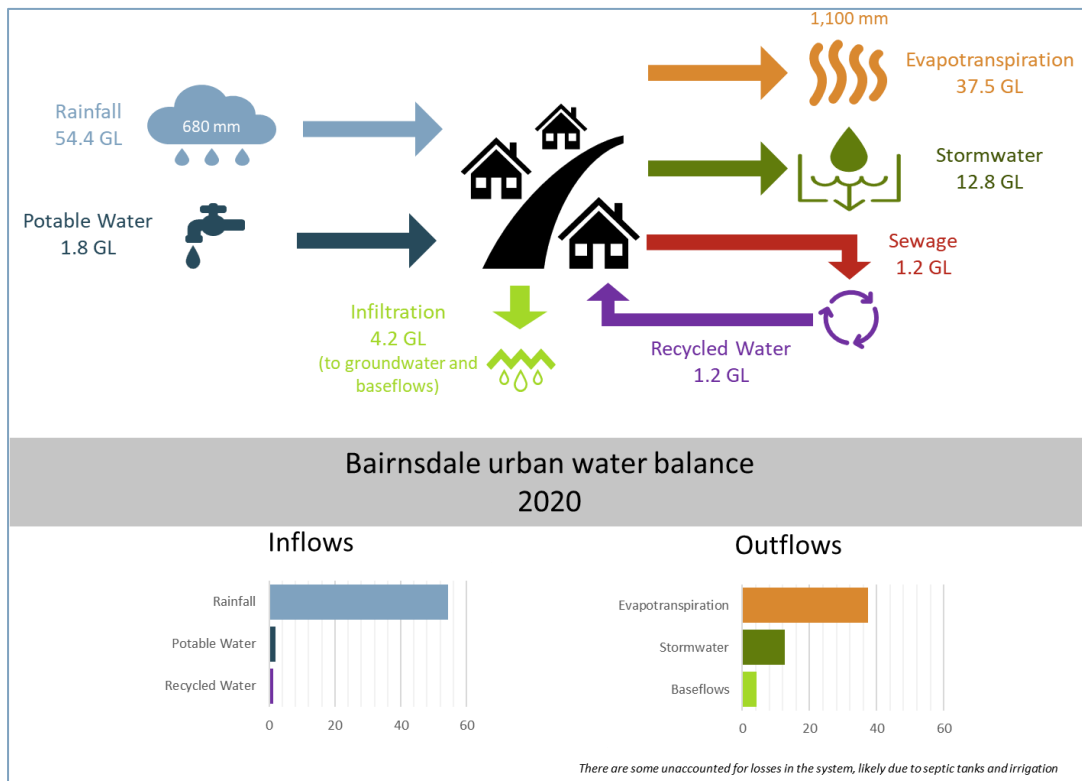 1,100 mm
Rainfall
54.4 GL
680 mm
Evapotranspiration
37.5 GL
Stormwater
12.8 GL
Potable Water
1.8 GL
Sewage
1.2 GL
Infiltration
4.2 GL
(to groundwater and
baseflows)
Recycled Water
1.2 GL
Bairnsdale urban water balance
2020
Inflows
Rainfall
Potable Water
Recycled Water
0 20 40 60
Outflows
Evapotranspiration
Stormwater
Baseflows
0 20 40 60
There are some unaccounted for losses in the system, likely due to septic tanks and irrigation